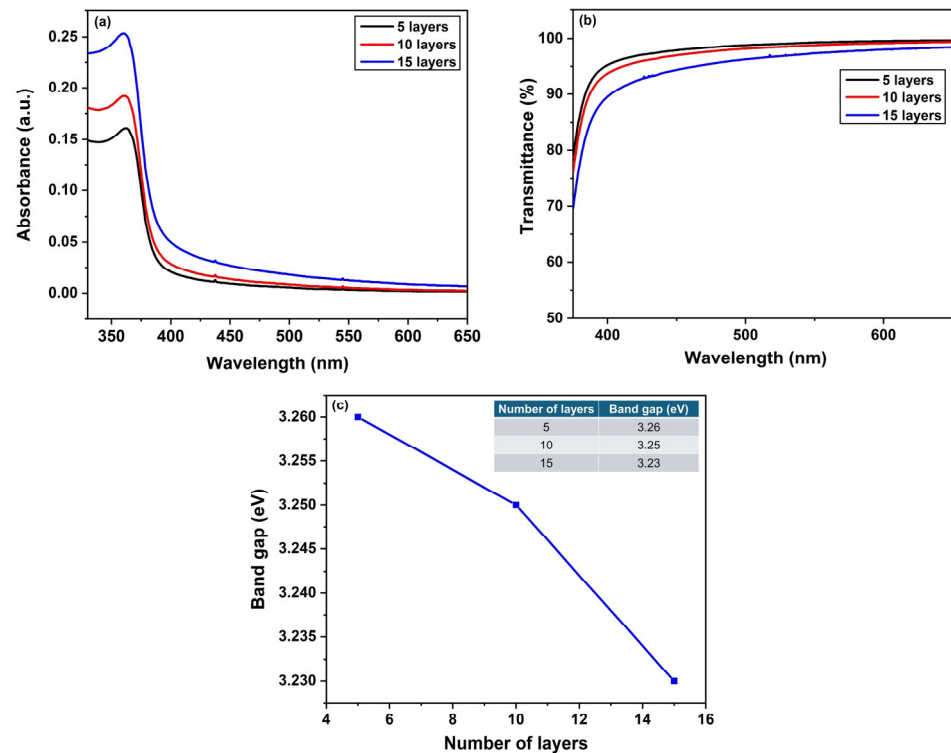 (a)
5 layers
10 layers
15 layers
0.25
0.20
0.15
0.10
0.05
0.00
Absorbance (a.u.)
350 400 450 500 550 600 650
Wavelength (nm)
(b)
5 layers
10 layers
15 layers
100
90
80
70
60
50
Transmittance (%)
400 500 600
Wavelength (nm)
(c)
Number of layers Band gap (eV)
5 3.26
10 3.25
15 3.23
3.260
3.255
3.250
3.245
3.240
3.235
3.230
Band gap (eV)
4 6 8 10 12 14 16
Number of layers